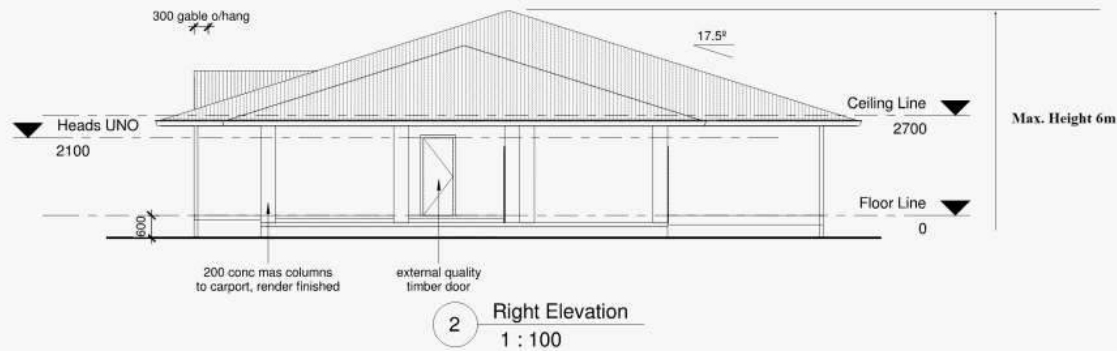 300 gable o/hang
17.5º
Ceiling Line
2700
Max. Height 6m
Heads UNO
2100
Floor Line
0
600
200 conc mas columns
to carport, render finished
external quality
timber door
2
Right Elevation
1 : 100